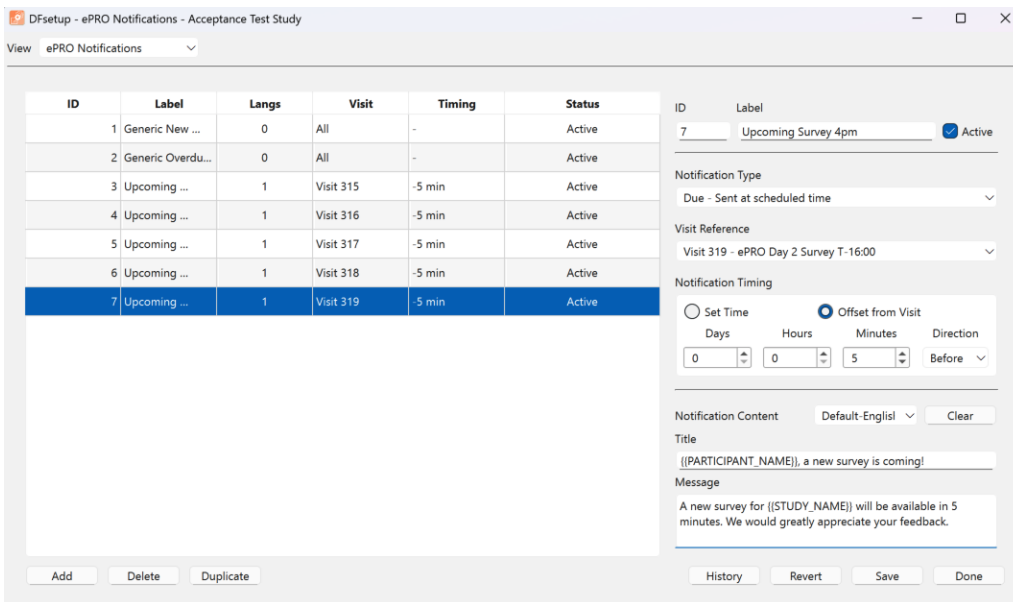 DFsetup - ePRO Notifications - Acceptance Test Study
View ePRO Notifications
ID Label Langs Visit Timing Status
1 Generic New ... 0 All - Active
2 Generic Overdu... 0 All - Active
3 Upcoming ... 1 Visit 315 -5 min Active
4 Upcoming ... 1 Visit 316 -5 min Active
5 Upcoming ... 1 Visit 317 -5 min Active
6 Upcoming ... 1 Visit 318 -5 min Active
7 Upcoming ... 1 Visit 319 -5 min Active
Add Delete Duplicate
ID Label
7 Upcoming Survey 4pm Active
Notification Type
Due - Sent at scheduled time
Visit Reference
Visit 319 - ePRO Day 2 Survey T-16:00
Notification Timing
Set Time Offset from Visit
Days Hours Minutes Direction
0 0 5 Before
Notification Content Default-Englisl Clear
Title
{{PARTICIPANT_NAME}}, a new survey is coming!
Message
A new survey for {{STUDY_NAME}} will be available in 5
minutes. We would greatly appreciate your feedback.
History Revert Save Done